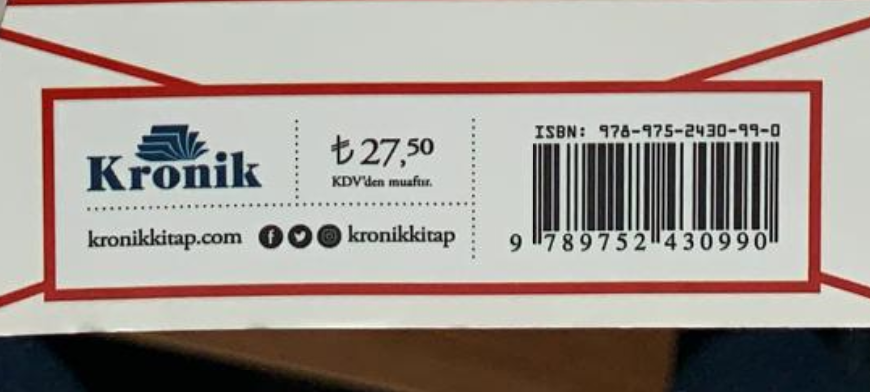 Kronik
₺27,50
KDV'den muaftır.
kronikkitap.com
kronikkitap
ISBN: 978-975-2430-99-0
9 789752 430990